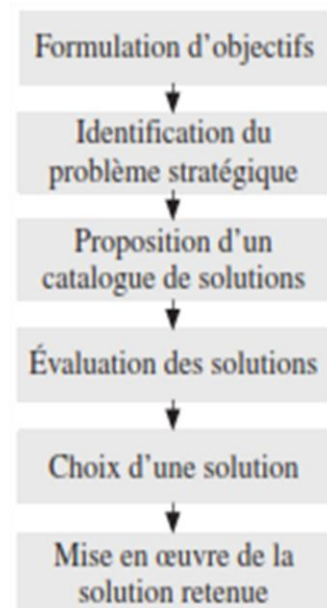 Formulation d’objectifs
Identification du
problème stratégique
Proposition d’un
catalogue de solutions
Évaluation des solutions
Choix d’une solution
Mise en œuvre de la
solution retenue